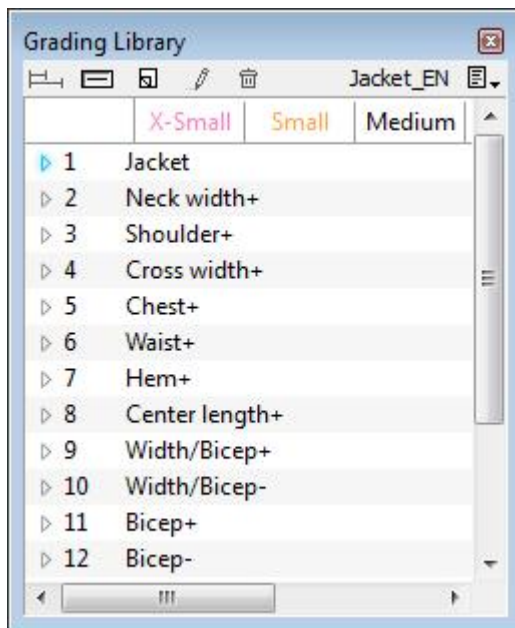 Grading Library
Jacket_EN
X-Small Small Medium
1 Jacket
2 Neck width+
3 Shoulder+
4 Cross width+
5 Chest+
6 Waist+
7 Hem+
8 Center length+
9 Width/Bicep+
10 Width/Bicep-
11 Bicep+
12 Bicep-